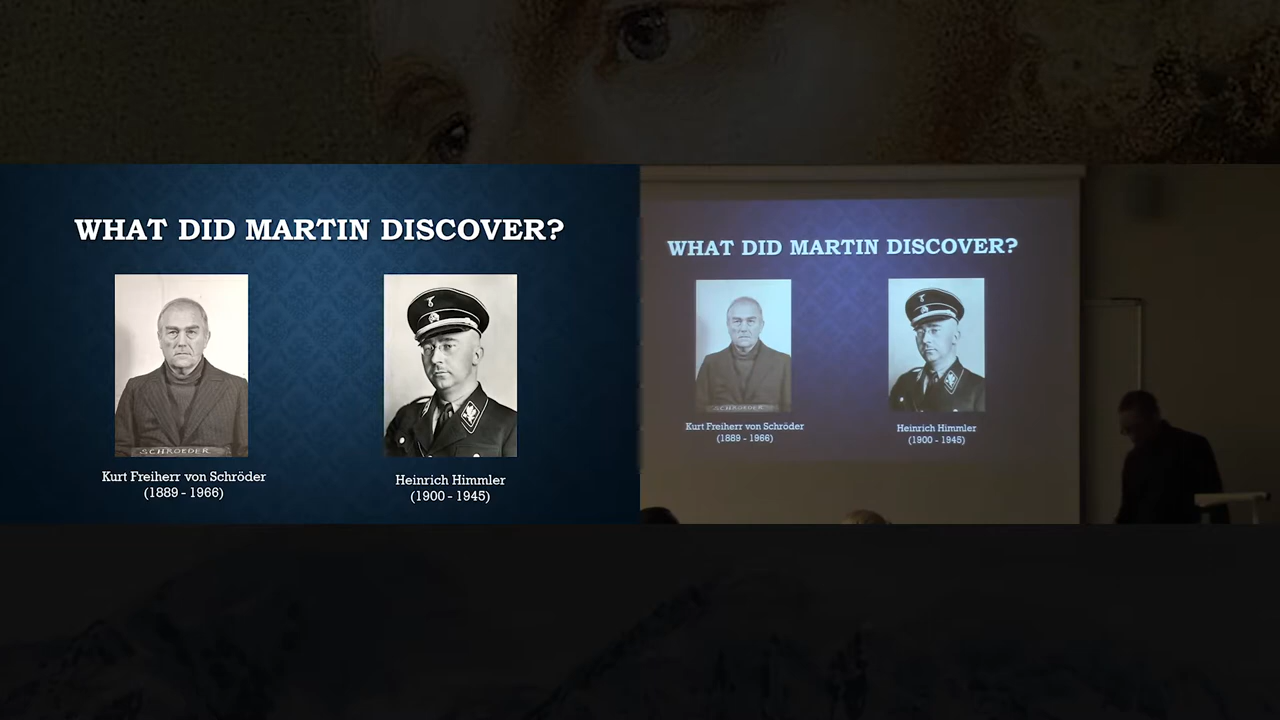 WHAT DID MARTIN DISCOVER?
SCHROEDER
Kurt Freiherr von Schröder
(1889 - 1966)
Heinrich Himmler
(1900 - 1945)
WHAT DID MARTIN DISCOVER?
SCHROEDER
Kurt Freiherr von Schröder
(1889 - 1966)
Heinrich Himmler
(1900 - 1945)